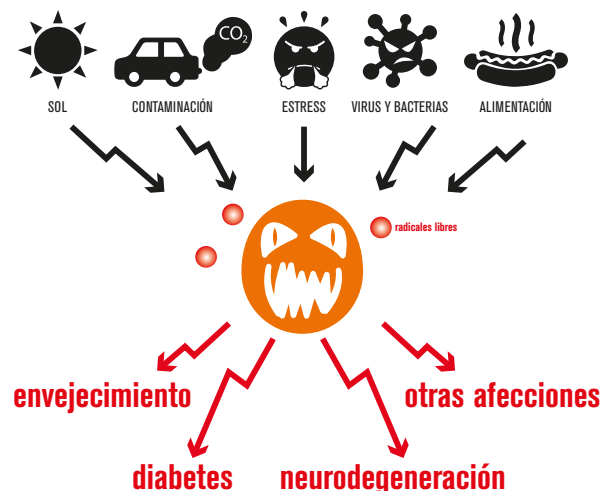 CO₂
SOL
CONTAMINACIÓN
ESTRESS
VIRUS Y BACTERIAS
ALIMENTACIÓN
radicales libres
envejecimiento
otras afecciones
diabetes
neurodegeneración